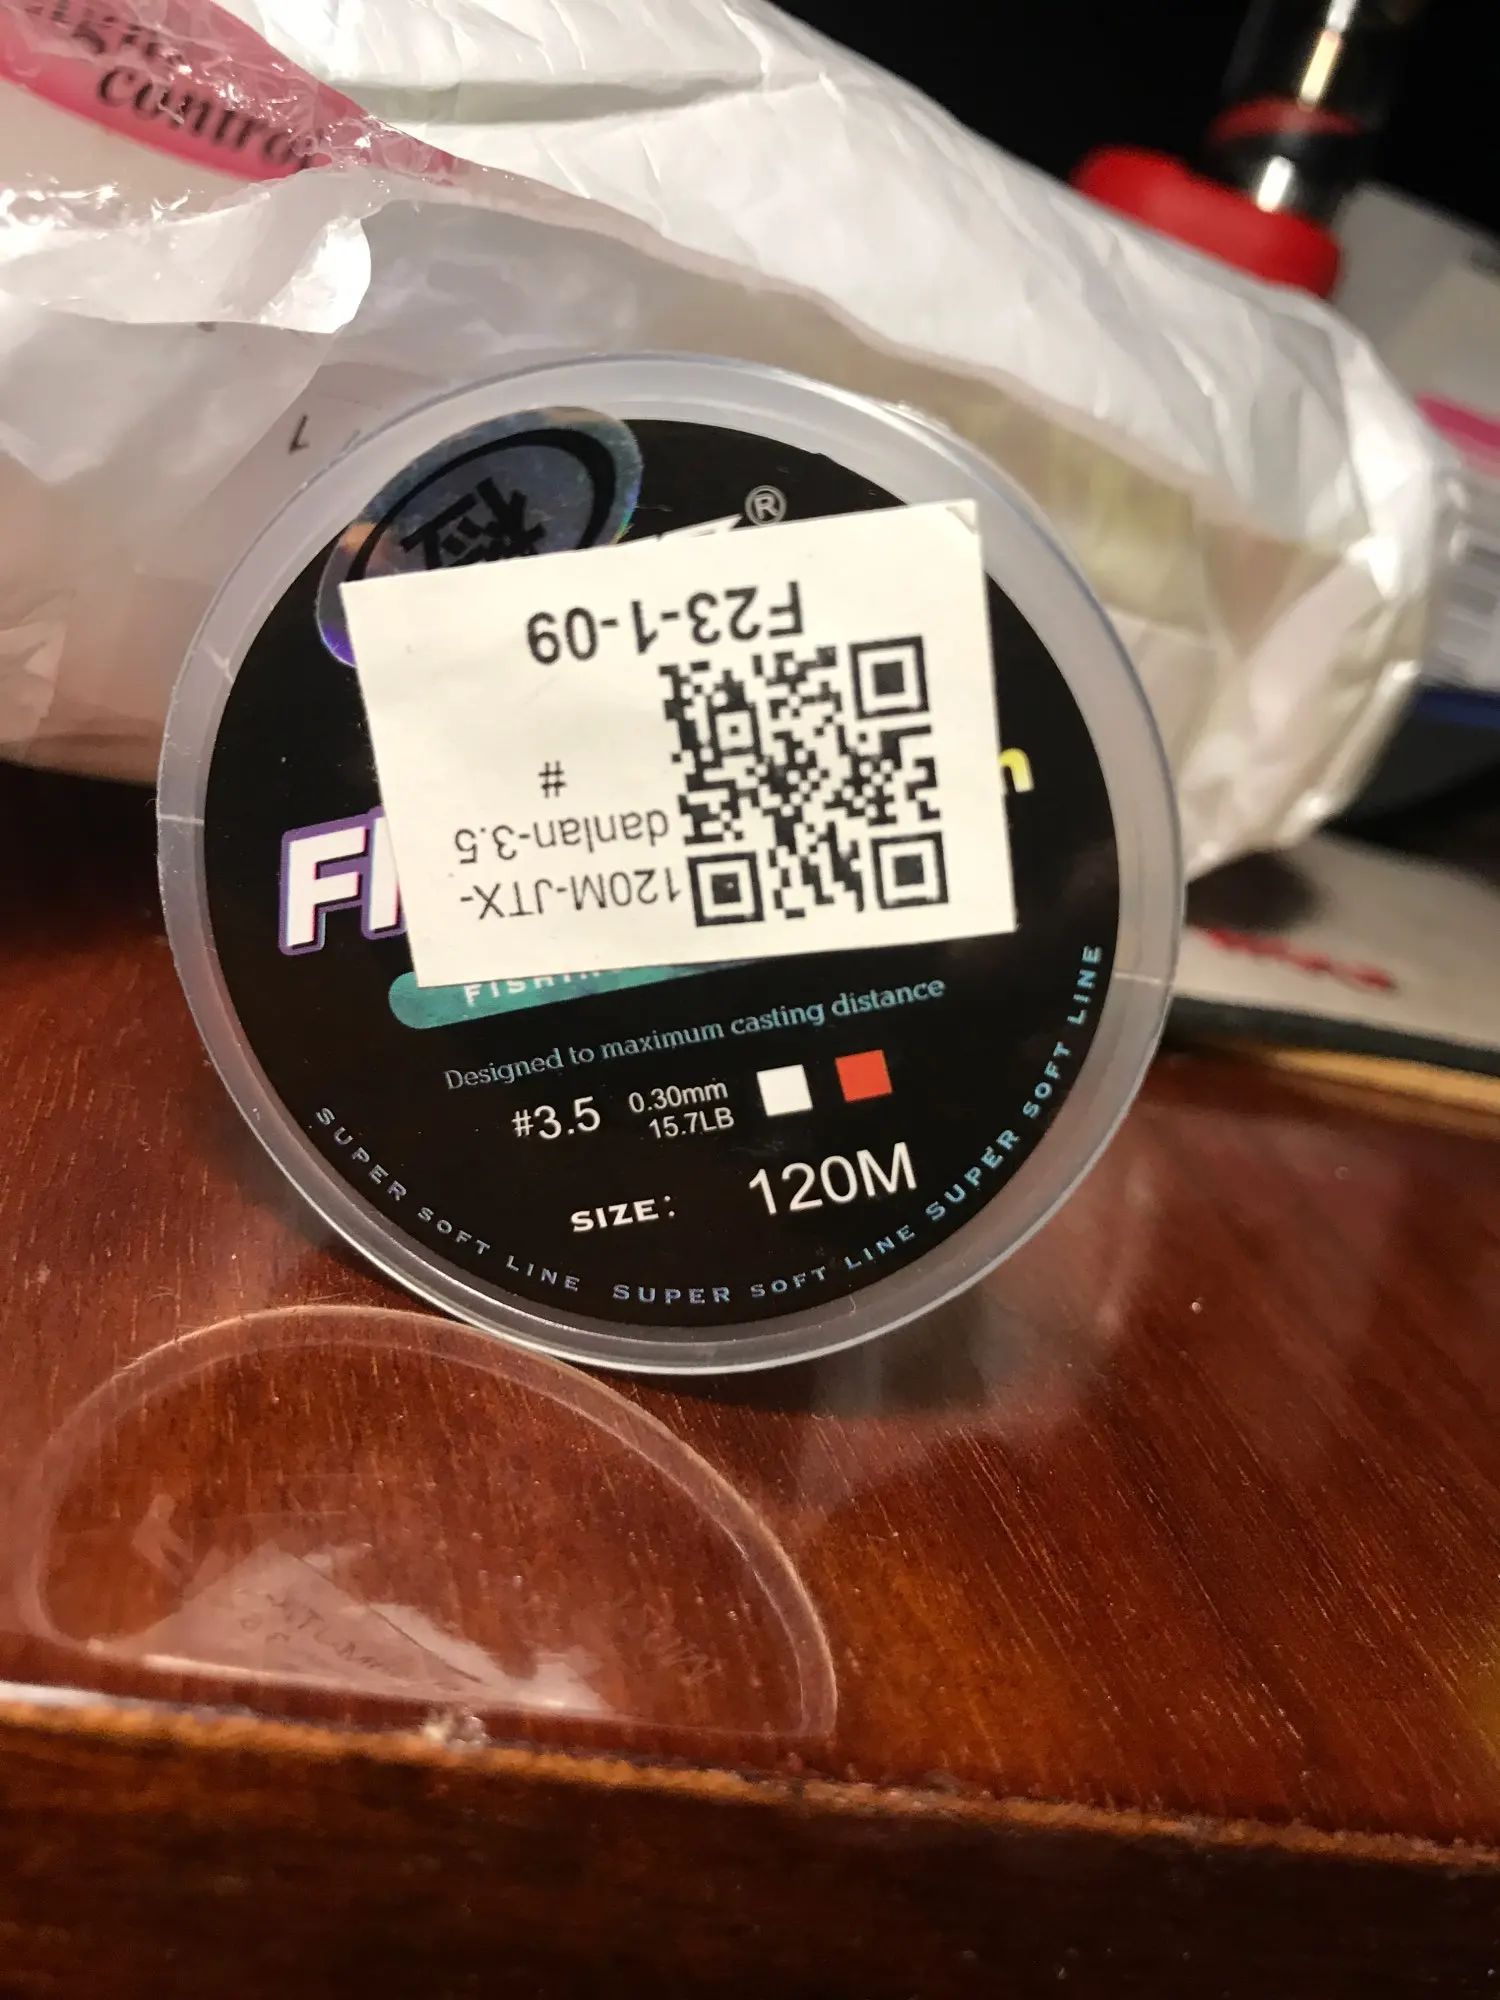 control
®
F23-1-09
#
danlan-3.5
120M-JTX-
Designed to maximum casting distance
#3.5 0.30mm
15.7LB
SIZE: 120M
SUPER SOFT LINE SUPER SOFT LINE SUPER SOFT LINE